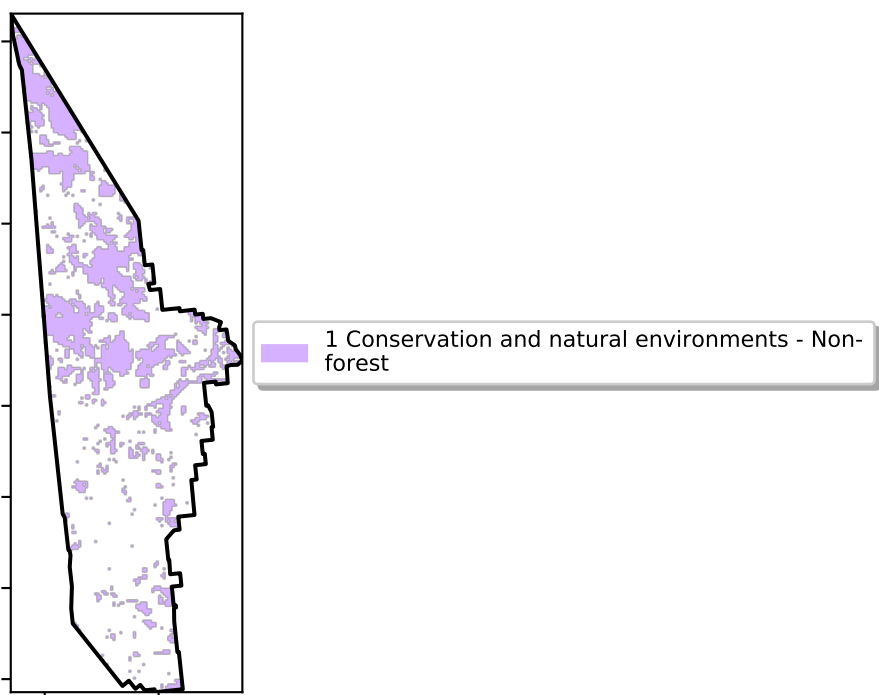 1 Conservation and natural environments - Non-
forest